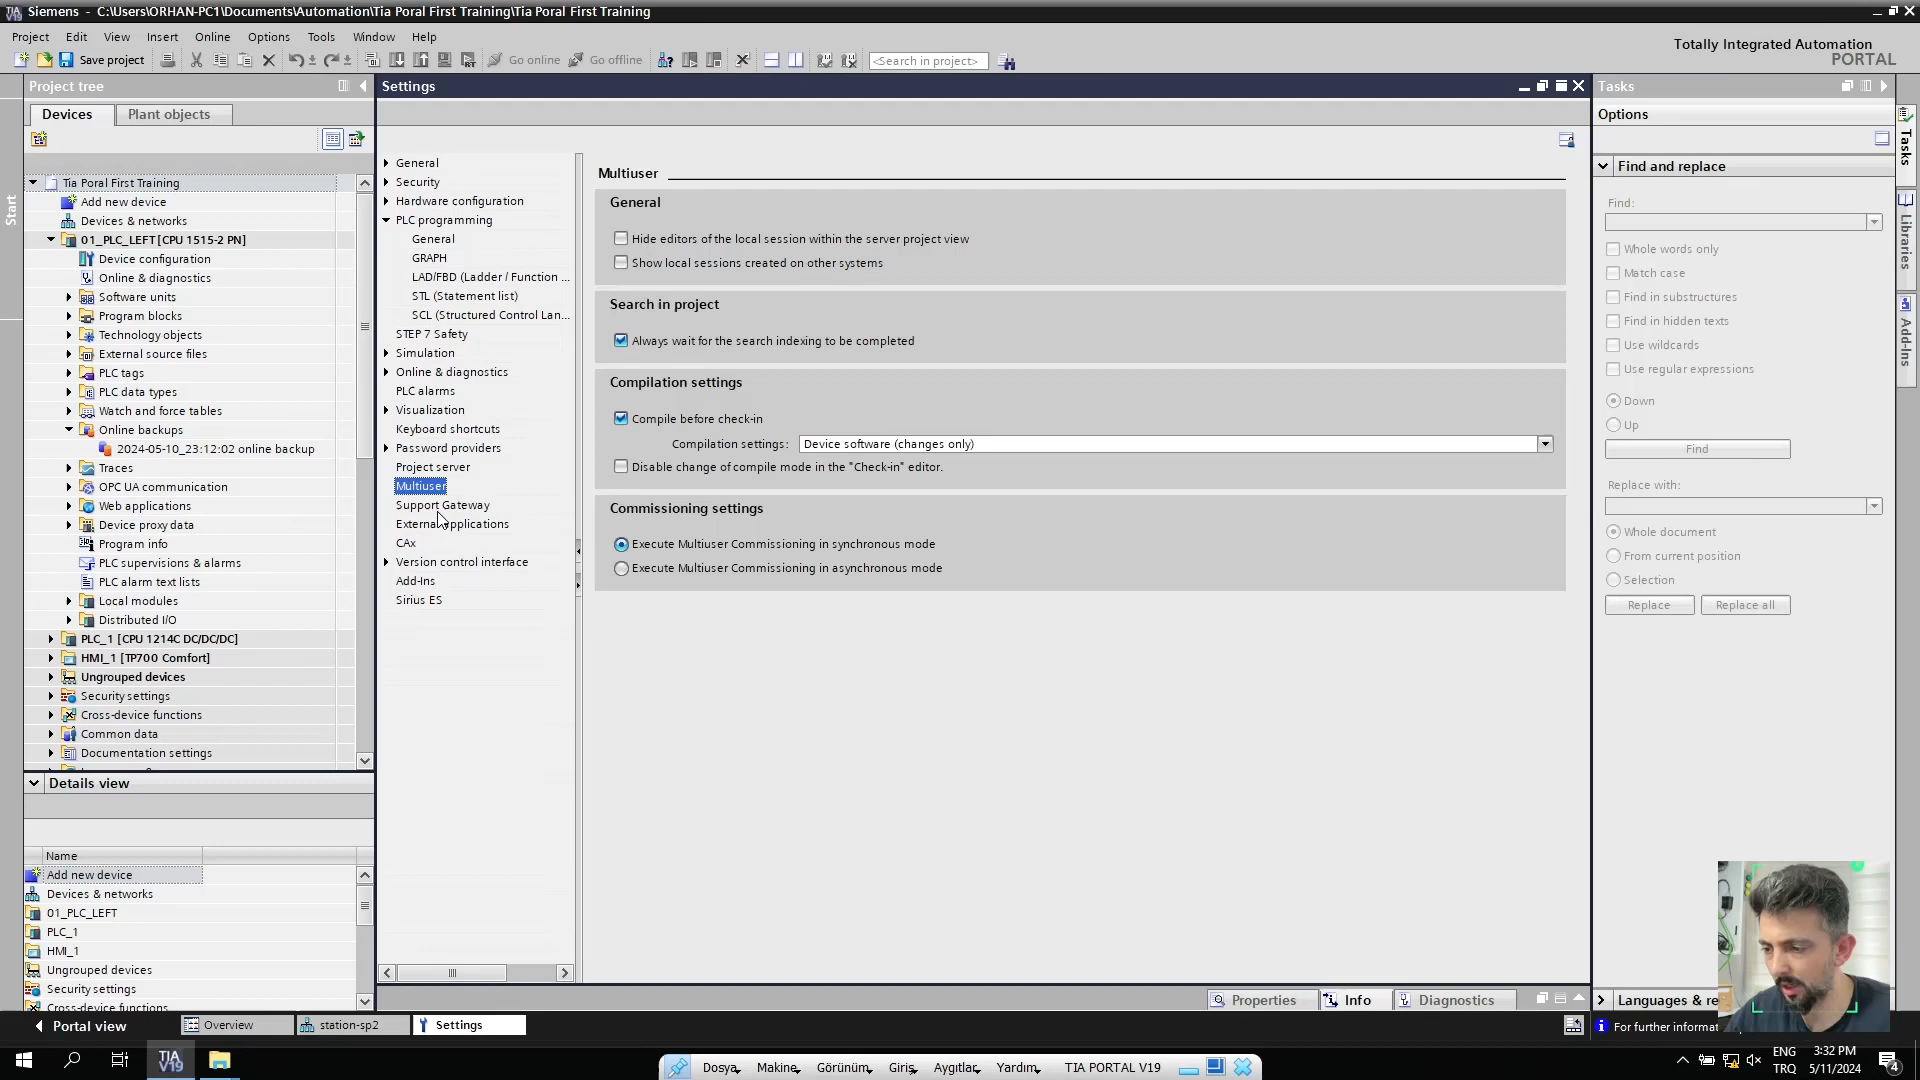 Siemens - C:\Users\ORHAN-PC1\Documents\Automation\Tia Poral First Training\Tia Poral First Training
Project Edit View Insert Online Options Tools Window Help
Totally Integrated Automation
PORTAL
Save project
Go online
Go offline
<Search in project>
Project tree
Devices
Plant objects
Start
Tia Poral First Training
Add new device
Devices & networks
01_PLC_LEFT [CPU 1515-2 PN]
Device configuration
Online & diagnostics
Software units
Program blocks
Technology objects
External source files
PLC tags
PLC data types
Watch and force tables
Online backups
2024-05-10_23:12:02 online backup
Traces
OPC UA communication
Web applications
Device proxy data
Program info
PLC supervisions & alarms
PLC alarm text lists
Local modules
Distributed I/O
PLC_1 [CPU 1214C DC/DC/DC]
HMI_1 [TP700 Comfort]
Ungrouped devices
Security settings
Cross-device functions
Common data
Documentation settings
Details view
Name
Add new device
Devices & networks
01_PLC_LEFT
PLC_1
HMI_1
Ungrouped devices
Security settings
Cross-device functions
Settings
General
Security
Hardware configuration
PLC programming
General
GRAPH
LAD/FBD (Ladder / Function ...
STL (Statement list)
SCL (Structured Control Lan...
STEP 7 Safety
Simulation
Online & diagnostics
PLC alarms
Visualization
Keyboard shortcuts
Password providers
Project server
Multiuser
Support Gateway
External applications
CAx
Version control interface
Add-Ins
Sirius ES
Multiuser
General
Hide editors of the local session within the server project view
Show local sessions created on other systems
Search in project
Always wait for the search indexing to be completed
Compilation settings
Compile before check-in
Compilation settings: Device software (changes only)
Disable change of compile mode in the "Check-in" editor.
Commissioning settings
Execute Multiuser Commissioning in synchronous mode
Execute Multiuser Commissioning in asynchronous mode
Properties
Info
Diagnostics
Tasks
Options
Find and replace
Find:
Whole words only
Match case
Find in substructures
Find in hidden texts
Use wildcards
Use regular expressions
Down
Up
Find
Replace with:
Whole document
From current position
Selection
Replace
Replace all
Languages & re
Tasks
Libraries
Add-Ins
Portal view
Overview
station-sp2
Settings
For further informat
TIA
V19
Dosya Makine Görünüm Giriş Aygıtlar Yardım TIA PORTAL V19
ENG
TRQ
3:32 PM
5/11/2024
4